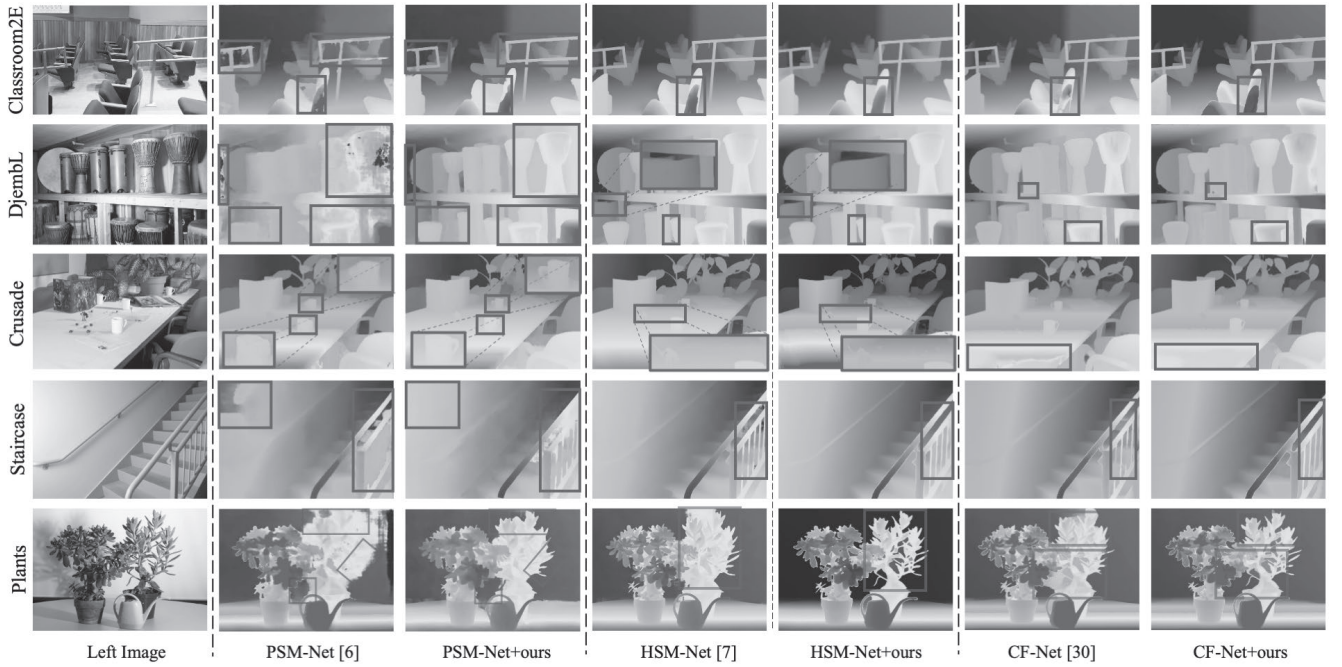 Classroom2E
DjembL
Crusade
Staircase
Plants
Left Image
PSM-Net [6]
PSM-Net+ours
HSM-Net [7]
HSM-Net+ours
CF-Net [30]
CF-Net+ours